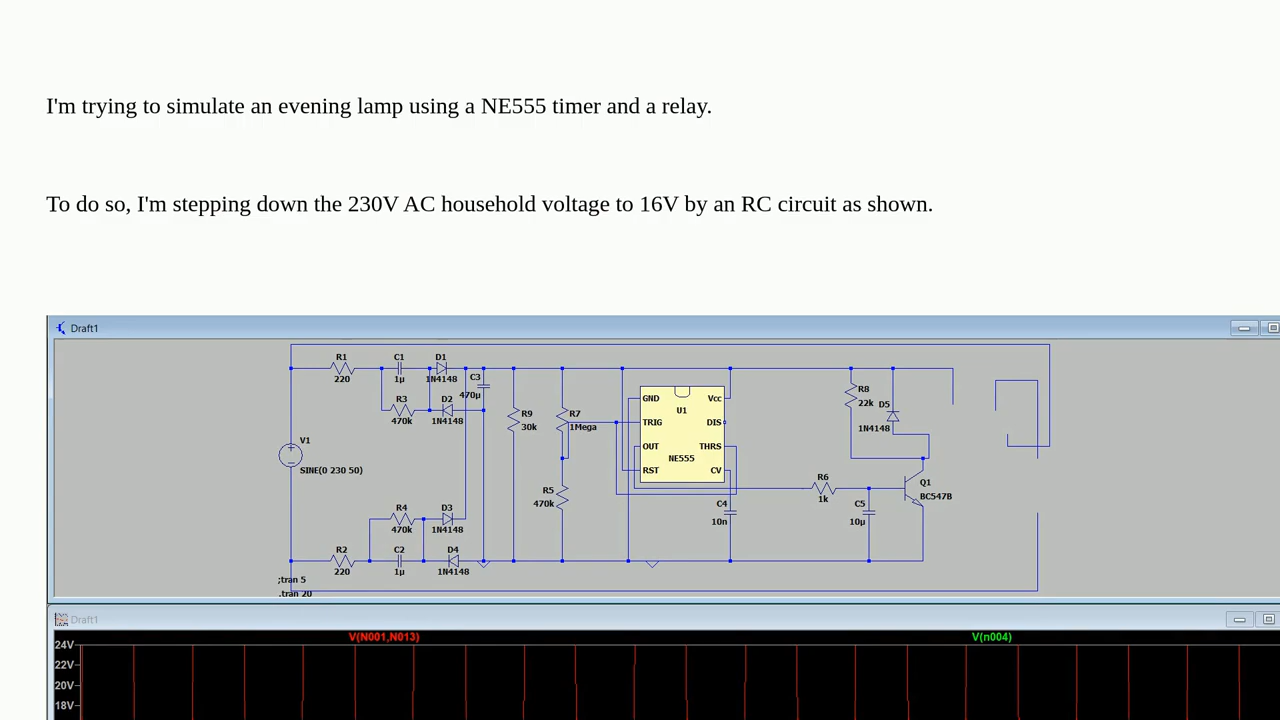 I'm trying to simulate an evening lamp using a NE555 timer and a relay.
To do so, I'm stepping down the 230V AC household voltage to 16V by an RC circuit as shown.
Draft1
R1
220
C1
1µ
D1
1N4148
C3
470µ
R3
470k
D2
1N4148
R9
30k
R7
1Mega
GND
Vcc
U1
TRIG
DIS
OUT
THRS
NE555
RST
CV
R8
22k
D5
1N4148
V1
SINE(0 230 50)
R6
1k
Q1
BC547B
R5
470k
C4
10n
C5
10µ
R4
470k
D3
1N4148
R2
220
C2
1µ
D4
1N4148
;tran 5
.tran 20
Draft1
V(N001,N013)
V(n004)
24V
22V
20V
18V